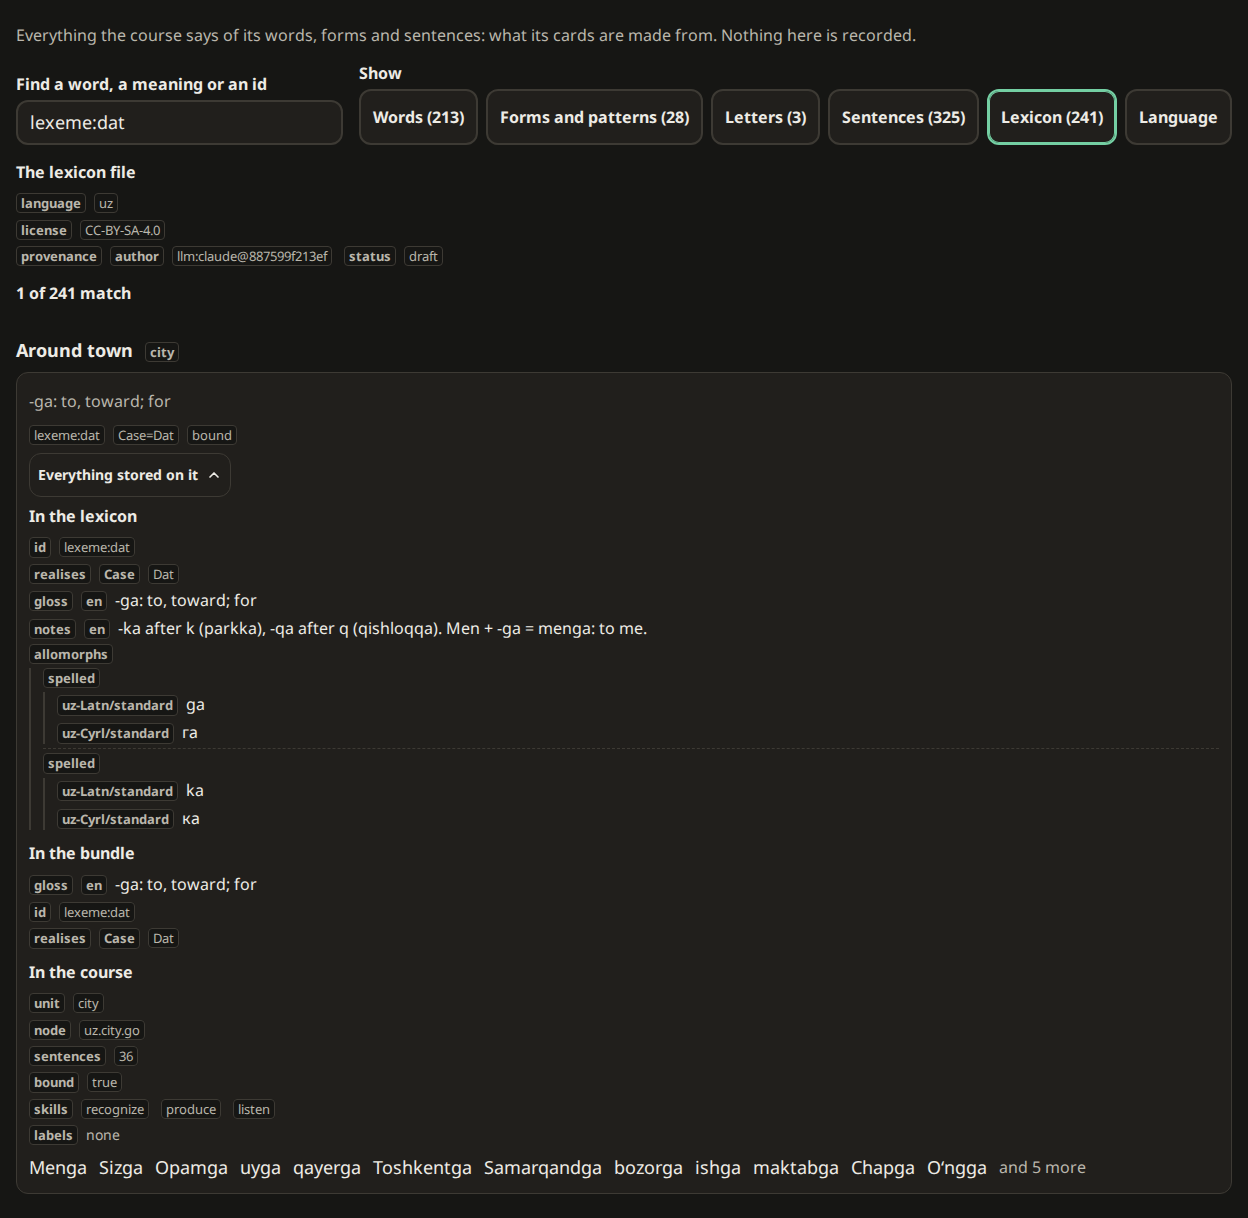 Everything the course says of its words, forms and sentences: what its cards are made from. Nothing here is recorded.
Find a word, a meaning or an id
lexeme:dat
Show
Words (213) Forms and patterns (28) Letters (3) Sentences (325) Lexicon (241) Language
The lexicon file
language uz
license CC-BY-SA-4.0
provenance author llm:claude@887599f213ef status draft
1 of 241 match
Around town city
-ga: to, toward; for
lexeme:dat Case=Dat bound
Everything stored on it
In the lexicon
id lexeme:dat
realises Case Dat
gloss en -ga: to, toward; for
notes en -ka after k (parkka), -qa after q (qishloqqa). Men + -ga = menga: to me.
allomorphs
spelled
uz-Latn/standard ga
uz-Cyrl/standard га
spelled
uz-Latn/standard ka
uz-Cyrl/standard ка
In the bundle
gloss en -ga: to, toward; for
id lexeme:dat
realises Case Dat
In the course
unit city
node uz.city.go
sentences 36
bound true
skills recognize produce listen
labels none
Menga Sizga Opamga uyga qayerga Toshkentga Samarqandga bozorga ishga maktabga Chapga Oʻngga and 5 more